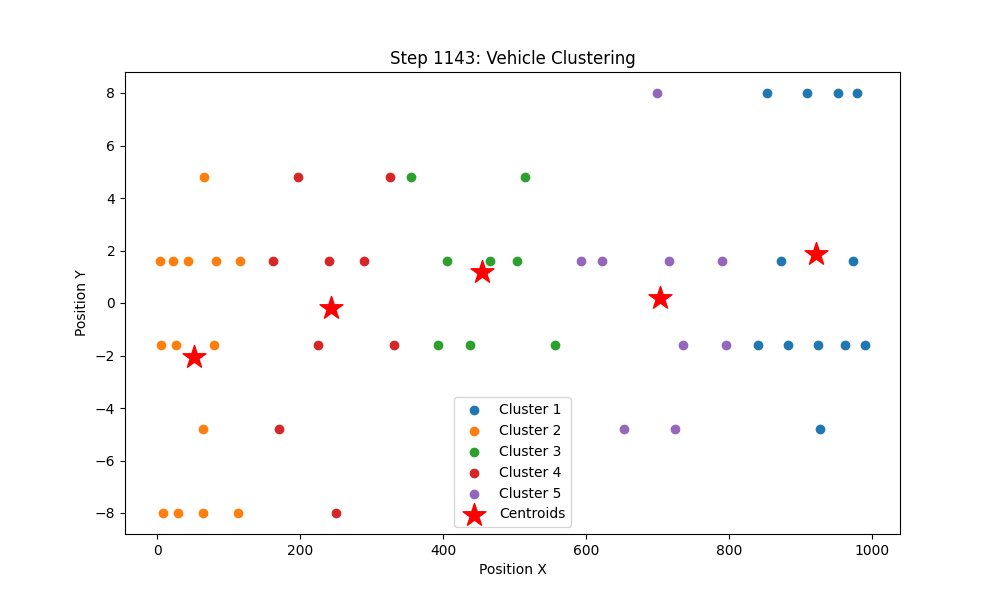 Step 1143: Vehicle Clustering
Position Y
8
6
4
2
0
−2
−4
−6
−8
Cluster 1
Cluster 2
Cluster 3
Cluster 4
Cluster 5
Centroids
0 200 400 600 800 1000
Position X